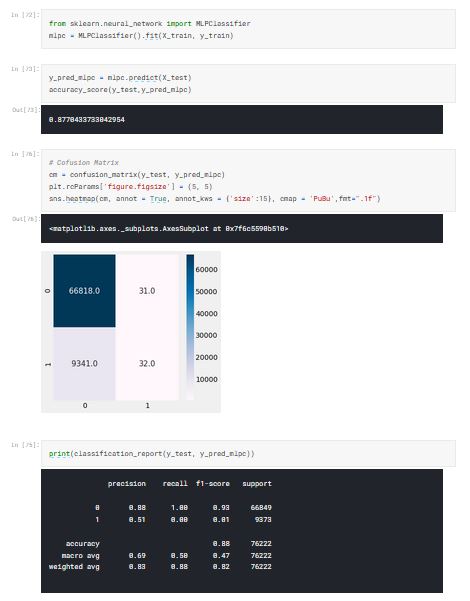 In [72]:
from sklearn.neural_network import MLPClassifier
mlpc = MLPClassifier().fit(X_train, y_train)
In [73]:
y_pred_mlpc = mlpc.predict(X_test)
accuracy_score(y_test,y_pred_mlpc)
Out[73]:
0.8770433733042954
In [76]:
# Cofusion Matrix
cm = confusion_matrix(y_test, y_pred_mlpc)
plt.rcParams['figure.figsize'] = (5, 5)
sns.heatmap(cm, annot = True, annot_kws = {'size':15}, cmap = 'PuBu',fmt=".1f")
Out[76]:
<matplotlib.axes._subplots.AxesSubplot at 0x7f6c5590b510>
0 66818.0 31.0
1 9341.0 32.0
0 1
60000
50000
40000
30000
20000
10000
In [75]:
print(classification_report(y_test, y_pred_mlpc))
precision recall f1-score support
0 0.88 1.00 0.93 66849
1 0.51 0.00 0.01 9373
accuracy 0.88 76222
macro avg 0.69 0.50 0.47 76222
weighted avg 0.83 0.88 0.82 76222